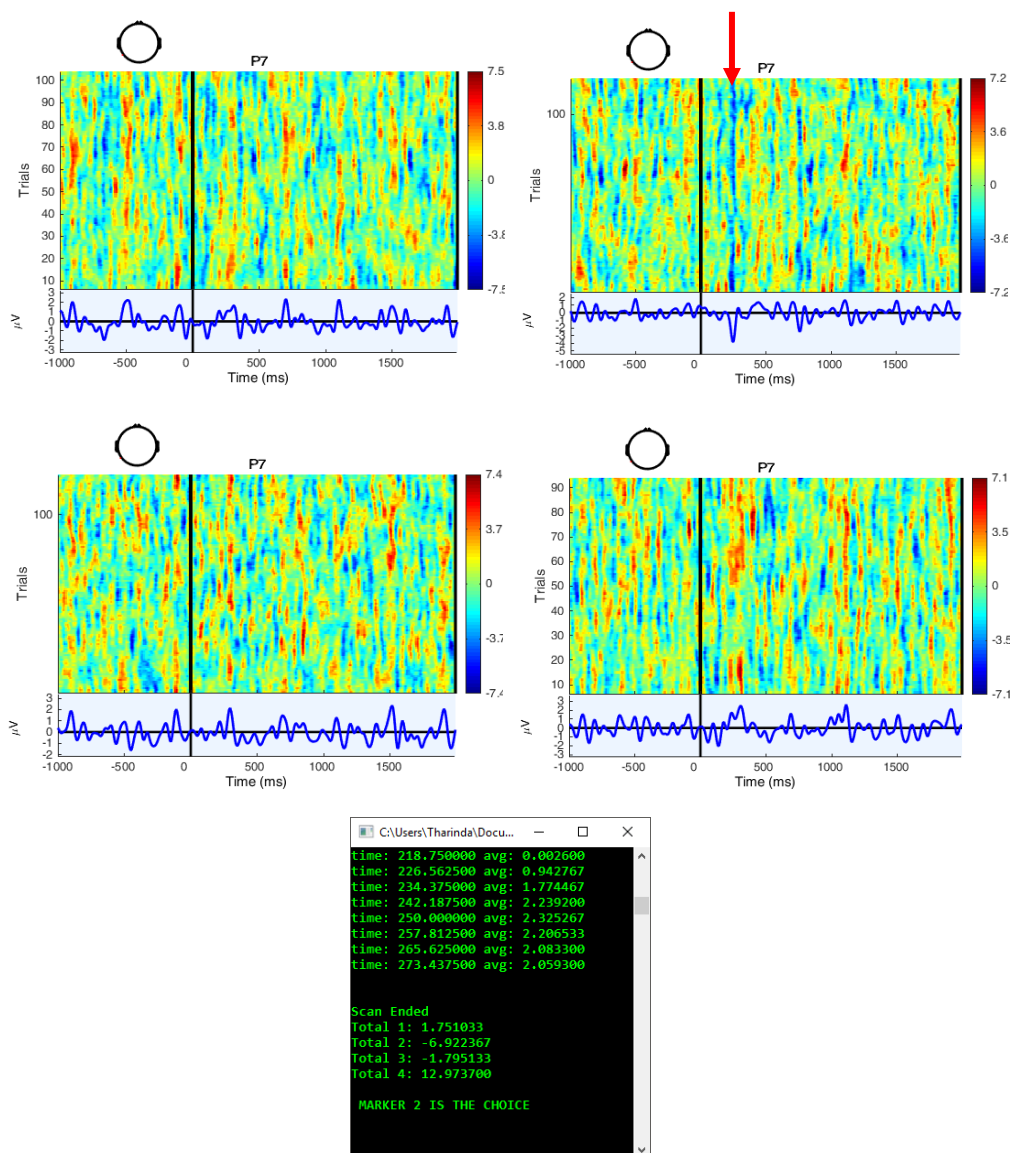 P7
Trials
100
90
80
70
60
50
40
30
20
10
7.5
3.8
0
-3.8
-7.5
μV
3
2
1
0
-1
-2
-3
-1000 -500 0 500 1000 1500
Time (ms)
P7
Trials
100
7.2
3.6
0
-3.6
-7.2
μV
2
1
0
-1
-2
-3
-4
-5
-1000 -500 0 500 1000 1500
Time (ms)
P7
Trials
100
7.4
3.7
0
-3.7
-7.4
μV
3
2
1
0
-1
-2
-1000 -500 0 500 1000 1500
Time (ms)
P7
Trials
90
80
70
60
50
40
30
20
10
7.1
3.5
0
-3.5
-7.1
μV
3
2
1
0
-1
-2
-3
-1000 -500 0 500 1000 1500
Time (ms)
C:\Users\Tharinda\Docu...
time: 218.750000 avg: 0.002600
time: 226.562500 avg: 0.942767
time: 234.375000 avg: 1.774467
time: 242.187500 avg: 2.239200
time: 250.000000 avg: 2.325267
time: 257.812500 avg: 2.206533
time: 265.625000 avg: 2.083300
time: 273.437500 avg: 2.059300
Scan Ended
Total 1: 1.751033
Total 2: -6.922367
Total 3: -1.795133
Total 4: 12.973700
MARKER 2 IS THE CHOICE